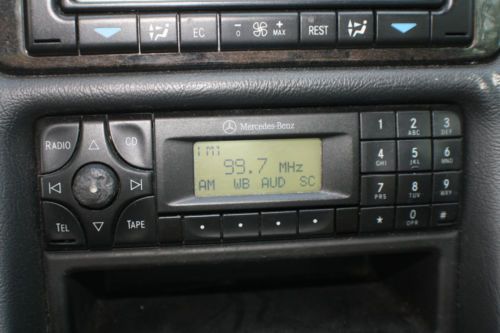 EC - 0 + MAX REST
RADIO CD
TEL TAPE
Mercedes-Benz
[M]
99.7 MHz
AM WB AUD SC
1 2 ABC 3 DEF
4 GHI 5 JKL 6 MNO
7 PRS 8 TUV 9 WXY
* 0 OPR #